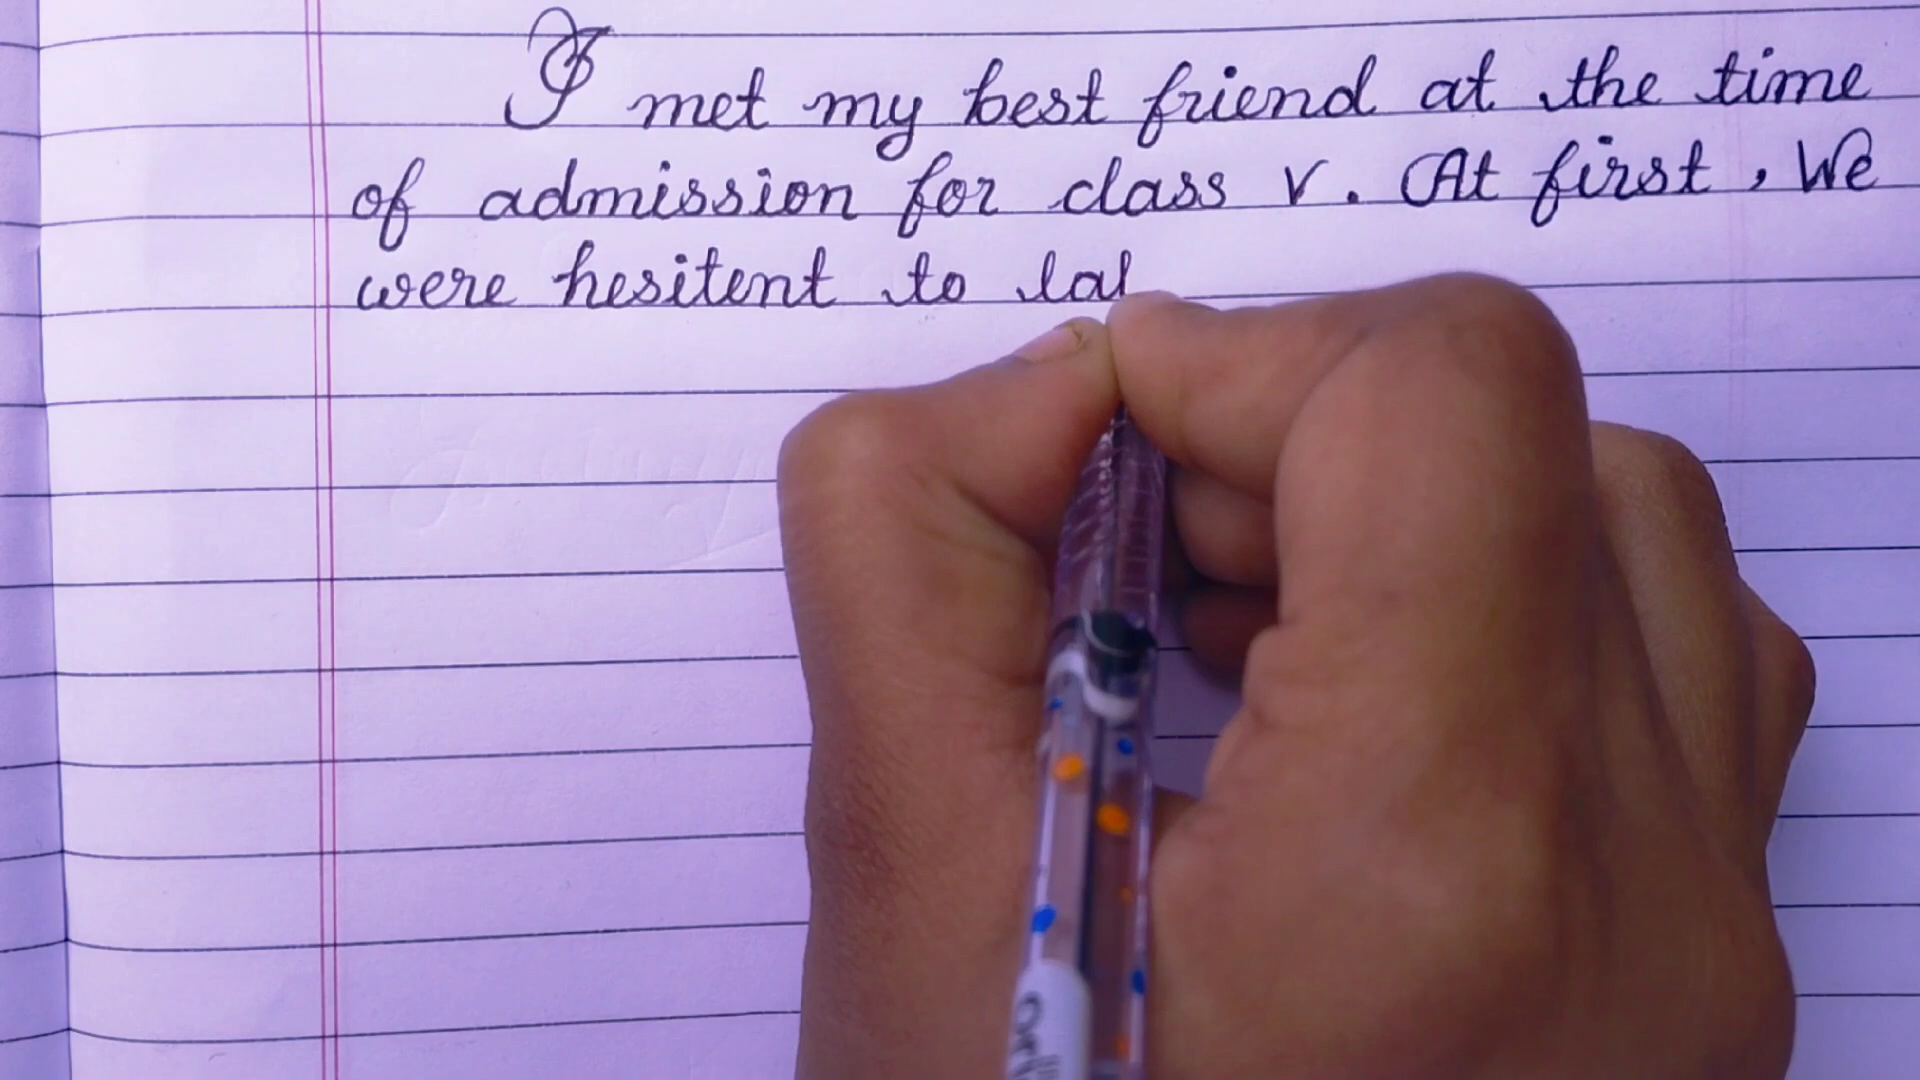 I met my best friend at the time
of admission for class V. At first, We
were hesitent to